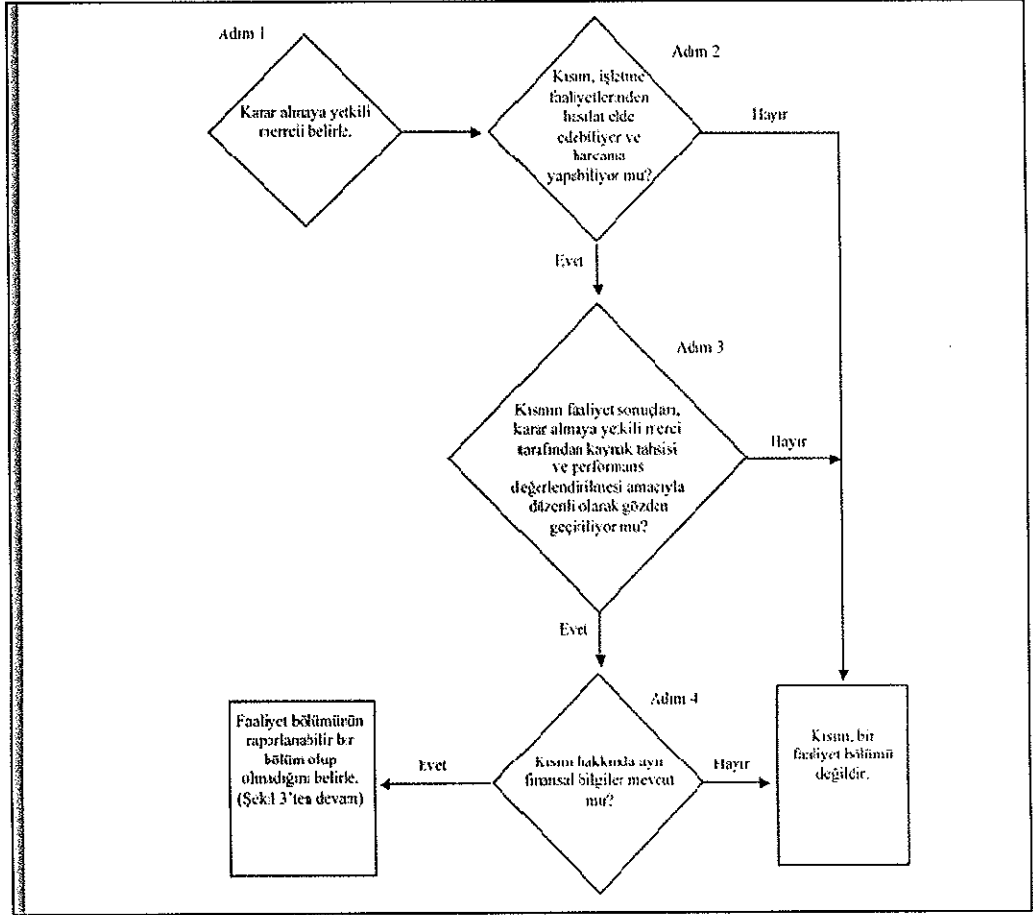 Adım 1
Karar almaya yetkili
mercii belirle.
Adım 2
Kısım, işletme
faaliyetlerinden
hasılat elde
edebiliyor ve
harcama
yapabiliyor mu?
Hayır
Evet
Adım 3
Kısmın faaliyet sonuçları,
karar almaya yetkili merci
tarafından kaynak tahsisi
ve performans
değerlendirilmesi amacıyla
düzenli olarak gözden
geçiriliyor mu?
Hayır
Evet
Adım 4
Kısım hakkında ayrı
finansal bilgiler mevcut
mu?
Evet
Hayır
Faaliyet bölümünün
raporlanabilir bir
bölüm olup
olmadığını belirle.
(Şekil 3'ten devam)
Kısım, bir
faaliyet bölümü
değildir.